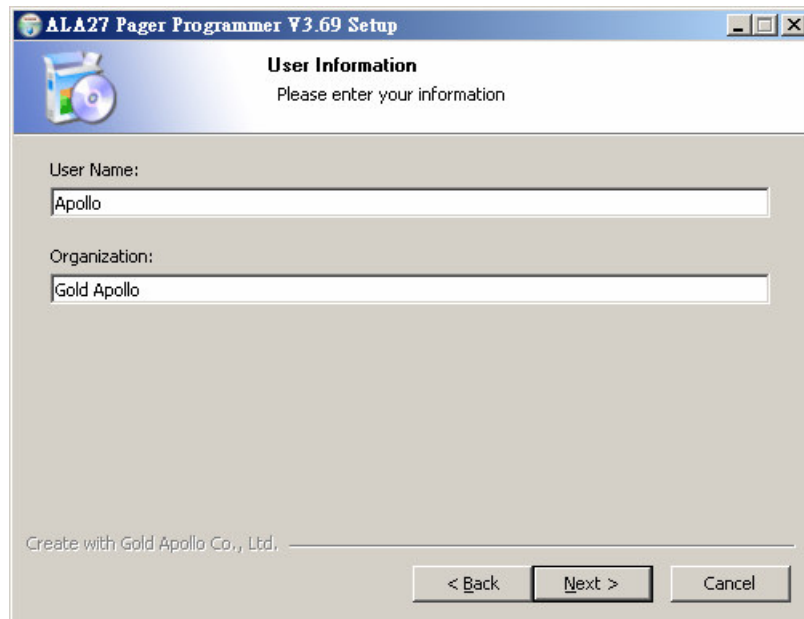 ALA27 Pager Programmer V3.69 Setup
User Information
Please enter your information
User Name:
Apollo
Organization:
Gold Apollo
Create with Gold Apollo Co., Ltd.
< Back
Next >
Cancel